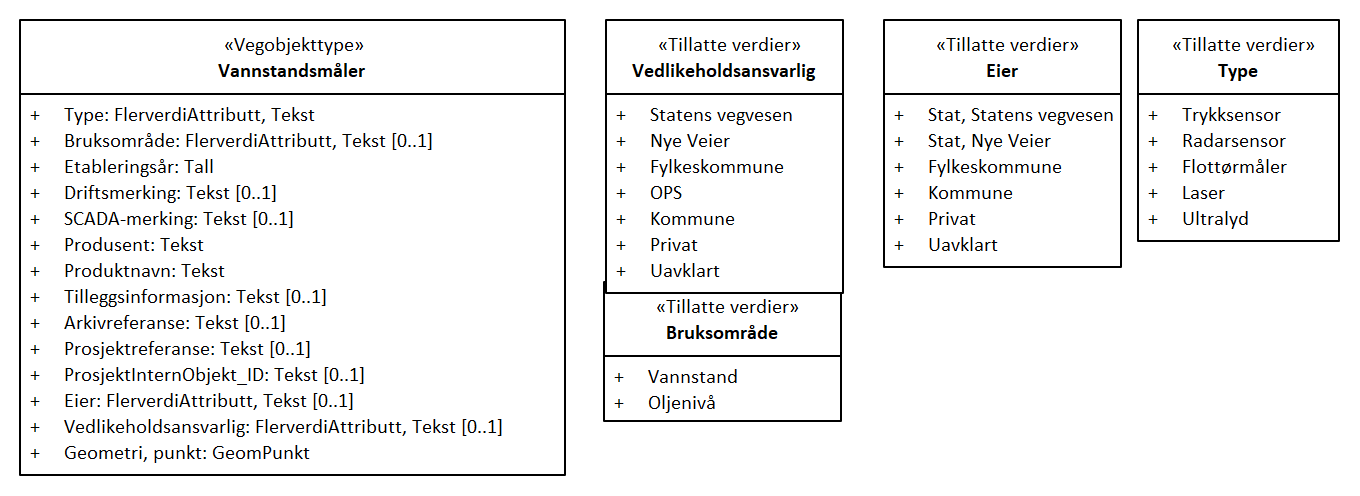 «Vegobjekttype»
Vannstandsmåler
+ Type: FlerverdiAttributt, Tekst
+ Bruksområde: FlerverdiAttributt, Tekst [0..1]
+ Etableringsår: Tall
+ Driftsmerking: Tekst [0..1]
+ SCADA-merking: Tekst [0..1]
+ Produsent: Tekst
+ Produktnavn: Tekst
+ Tilleggsinformasjon: Tekst [0..1]
+ Arkivreferanse: Tekst [0..1]
+ Prosjektreferanse: Tekst [0..1]
+ ProsjektInternObjekt_ID: Tekst [0..1]
+ Eier: FlerverdiAttributt, Tekst [0..1]
+ Vedlikeholdsansvarlig: FlerverdiAttributt, Tekst [0..1]
+ Geometri, punkt: GeomPunkt
«Tillatte verdier»
Vedlikeholdsansvarlig
+ Statens vegvesen
+ Nye Veier
+ Fylkeskommune
+ OPS
+ Kommune
+ Privat
+ Uavklart
«Tillatte verdier»
Bruksområde
+ Vannstand
+ Oljenivå
«Tillatte verdier»
Eier
+ Stat, Statens vegvesen
+ Stat, Nye Veier
+ Fylkeskommune
+ Kommune
+ Privat
+ Uavklart
«Tillatte verdier»
Type
+ Trykksensor
+ Radarsensor
+ Flottørmåler
+ Laser
+ Ultralyd